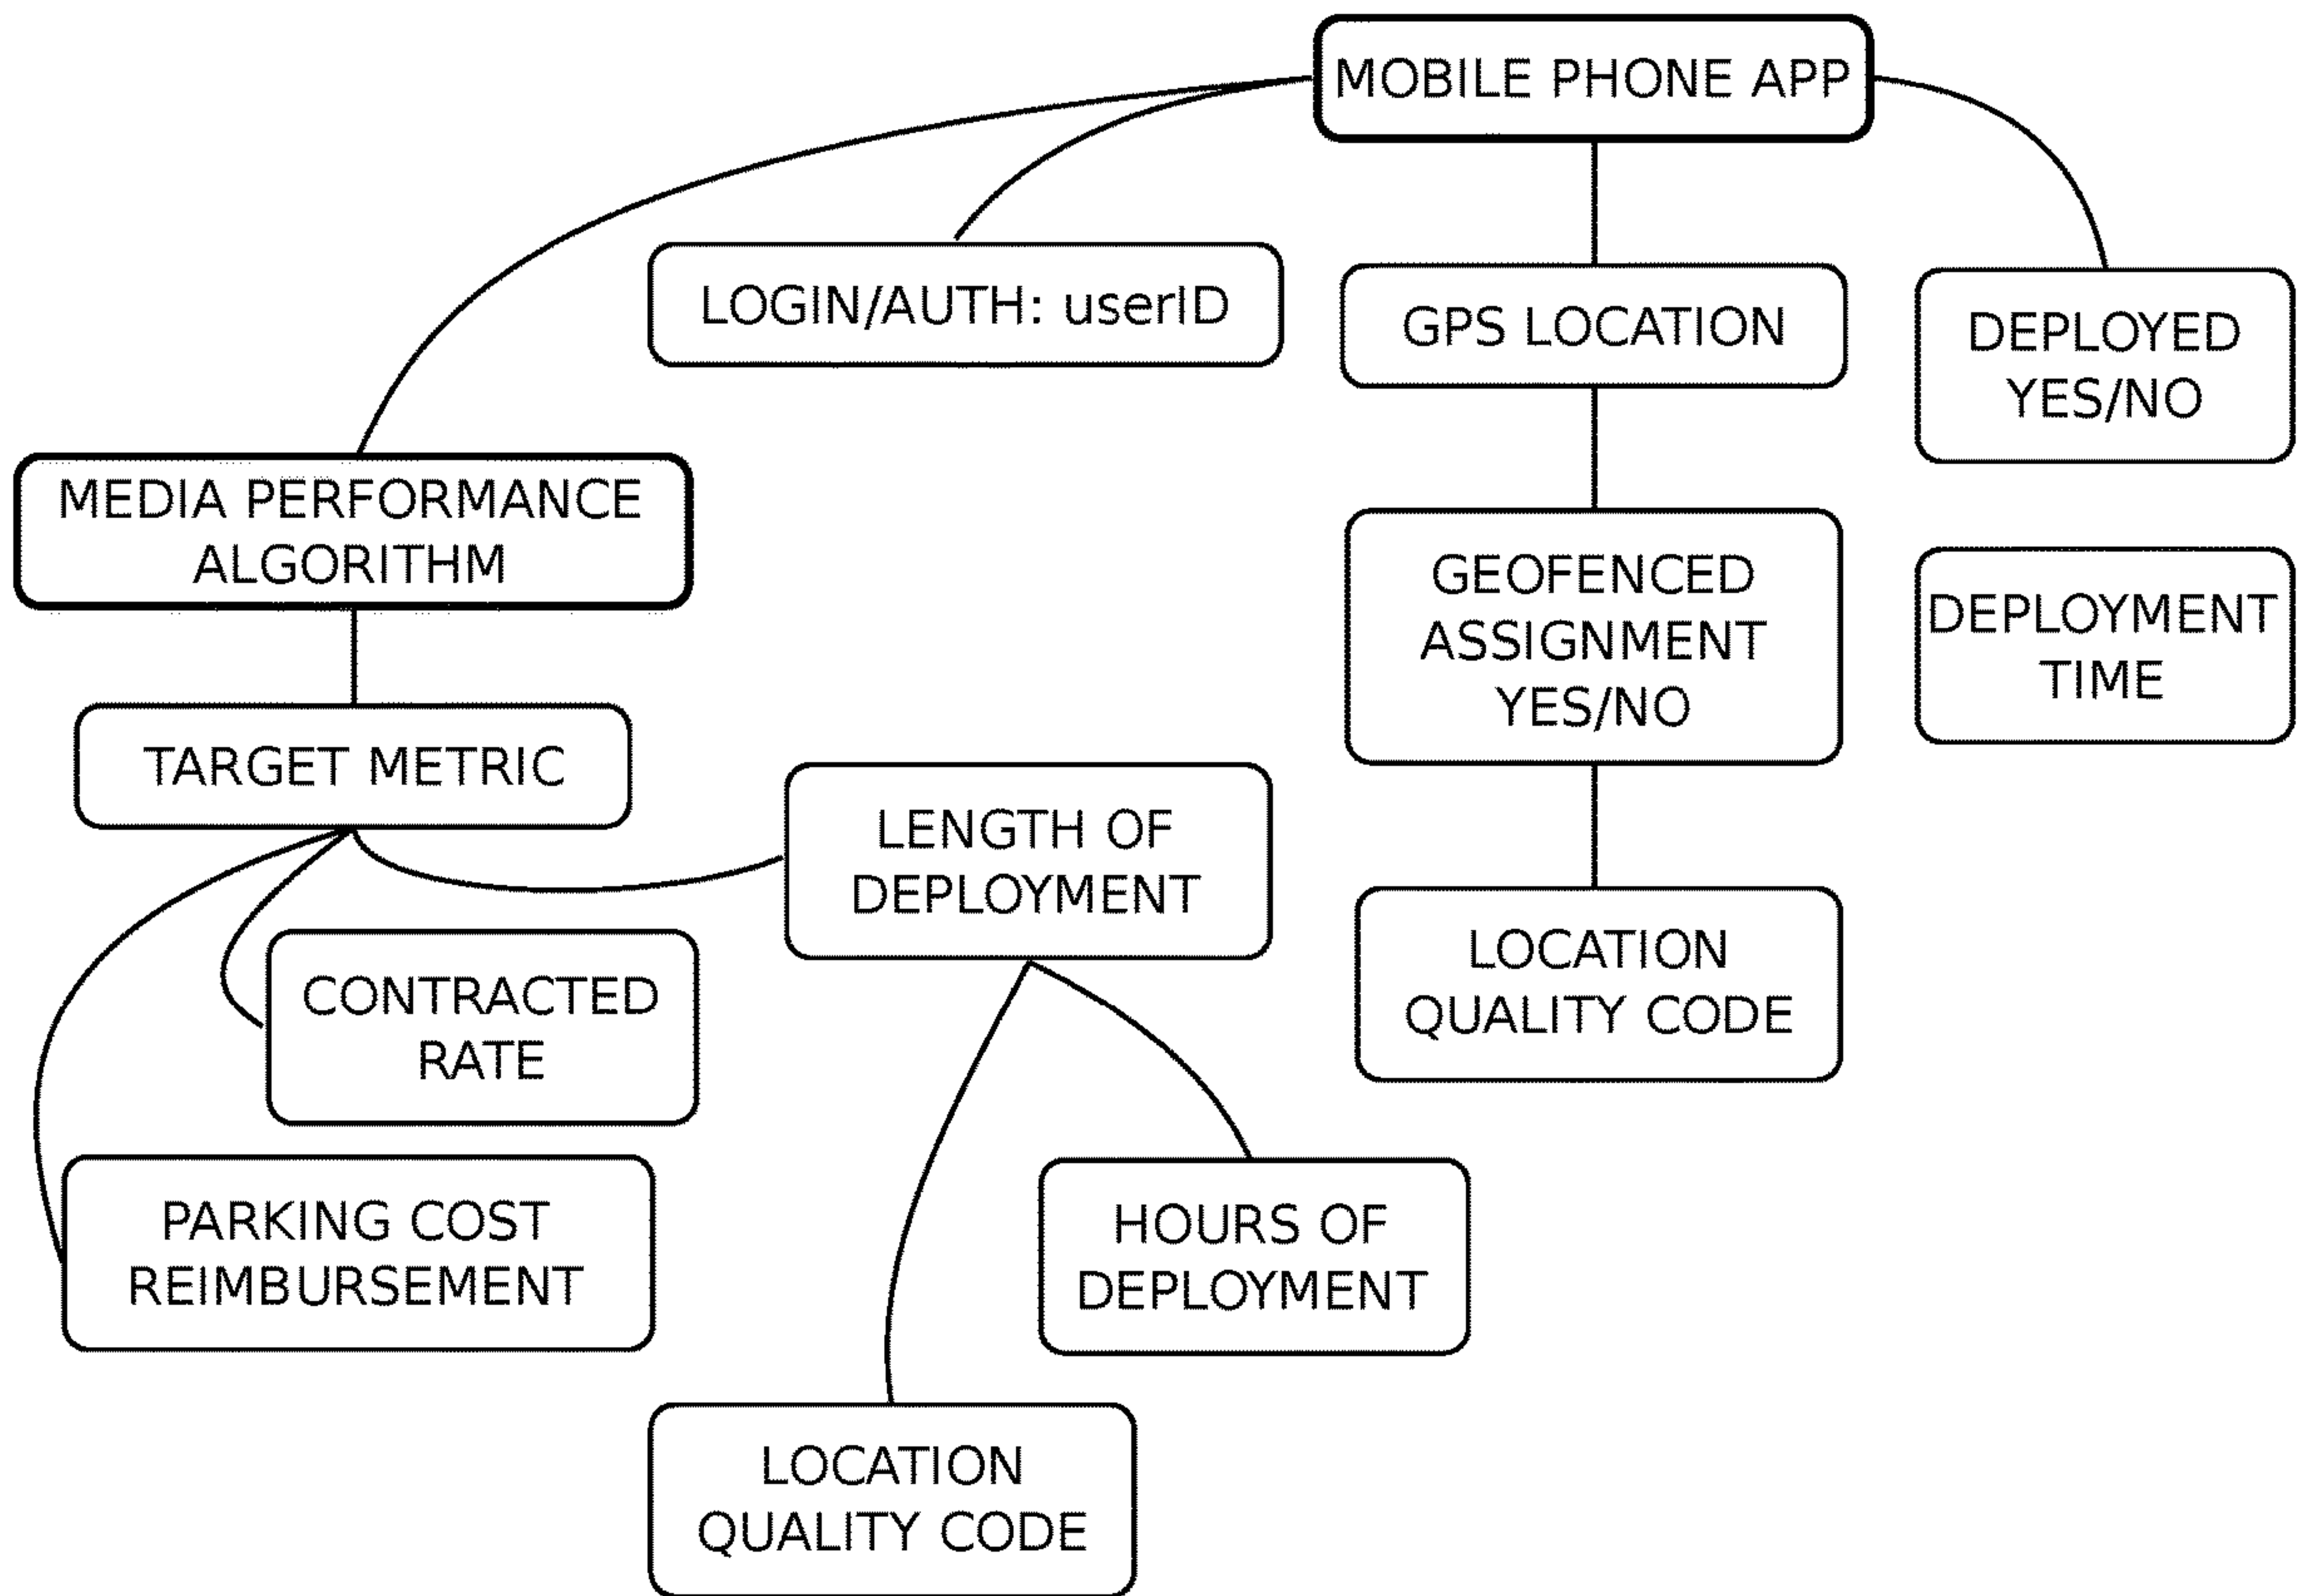 MOBILE PHONE APP
LOGIN/AUTH: userID
GPS LOCATION
DEPLOYED
YES/NO
MEDIA PERFORMANCE
ALGORITHM
GEOFENCED
ASSIGNMENT
YES/NO
DEPLOYMENT
TIME
TARGET METRIC
LENGTH OF
DEPLOYMENT
LOCATION
QUALITY CODE
CONTRACTED
RATE
PARKING COST
REIMBURSEMENT
HOURS OF
DEPLOYMENT
LOCATION
QUALITY CODE